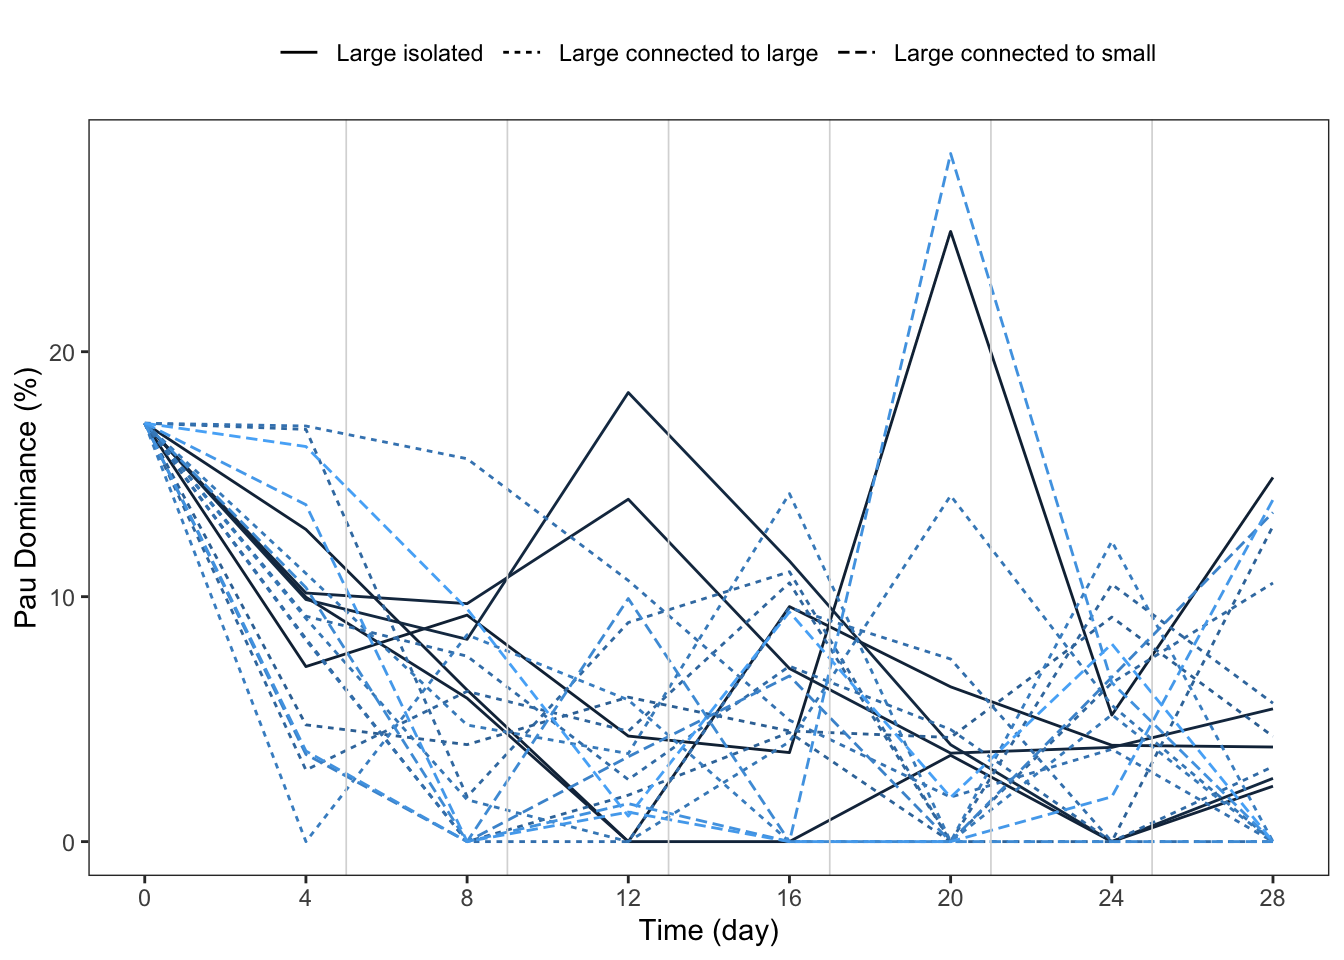 Large isolated Large connected to large Large connected to small
Pau Dominance (%)
20
10
0
0 4 8 12 16 20 24 28
Time (day)